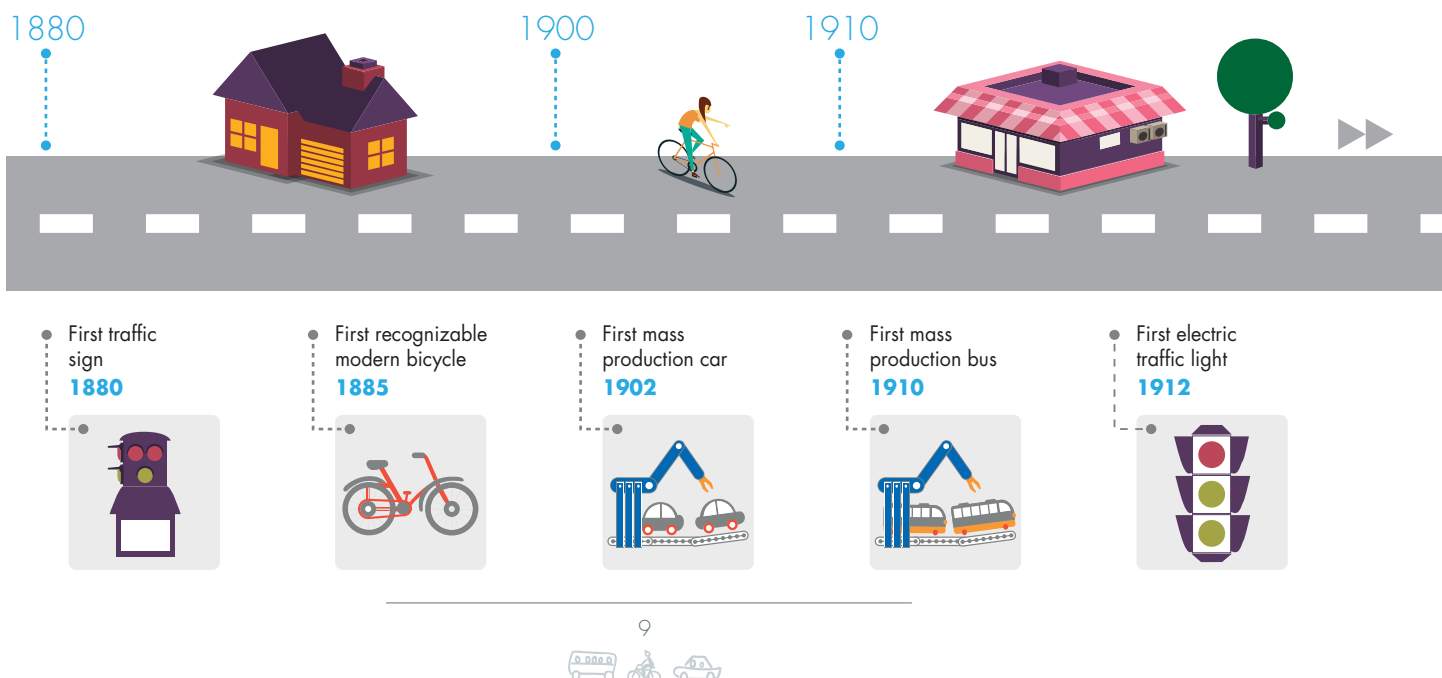 1880
1900
1910
First traffic
sign
1880
First recognizable
modern bicycle
1885
First mass
production car
1902
First mass
production bus
1910
First electric
traffic light
1912
9